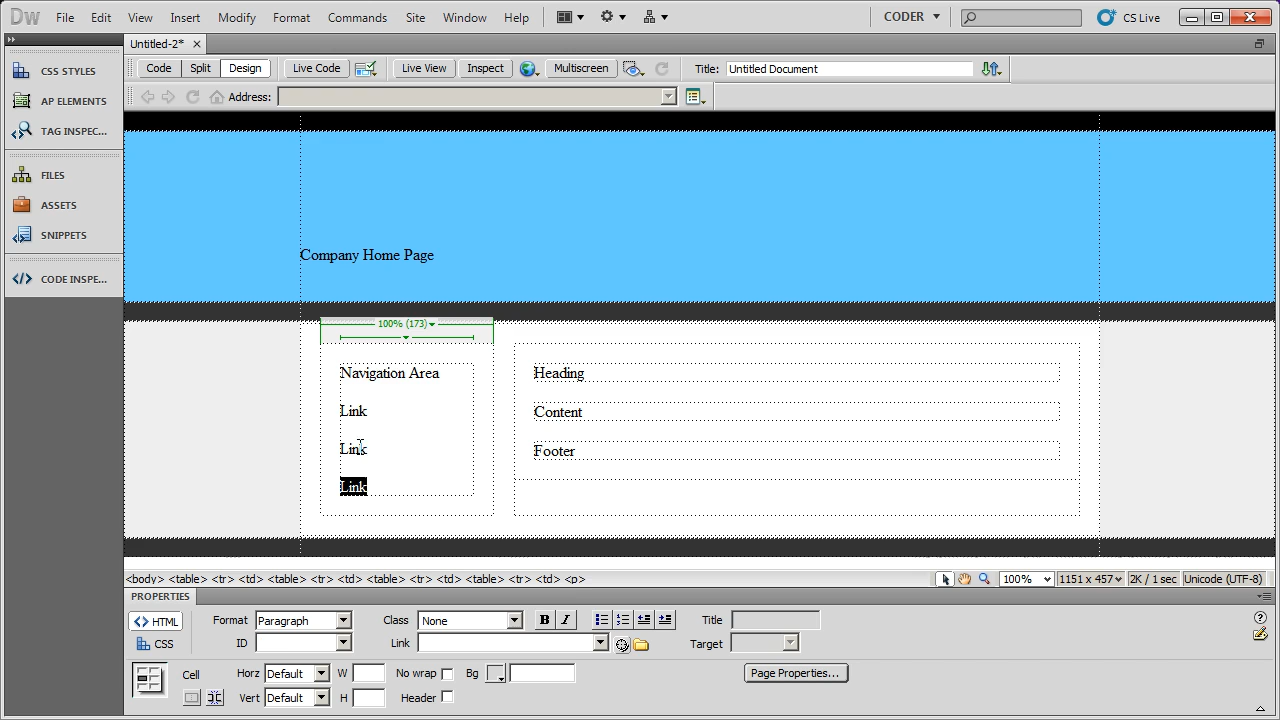 Dw File Edit View Insert Modify Format Commands Site Window Help CODER CS Live
Untitled-2*
Code Split Design Live Code Live View Inspect Multiscreen Title: Untitled Document
Address:
CSS STYLES
AP ELEMENTS
TAG INSPEC...
FILES
ASSETS
SNIPPETS
CODE INSPE...
Company Home Page
100% (173)
Navigation Area
Link
Link
Link
Heading
Content
Footer
<body> <table> <tr> <td> <table> <tr> <td> <table> <tr> <td> <table> <tr> <td> <p> 100% 1151 x 457 2K / 1 sec Unicode (UTF-8)
PROPERTIES
<> HTML Format Paragraph Class None B I Title
CSS ID Link Target
Cell Horz Default W No wrap Bg Page Properties...
Vert Default H Header